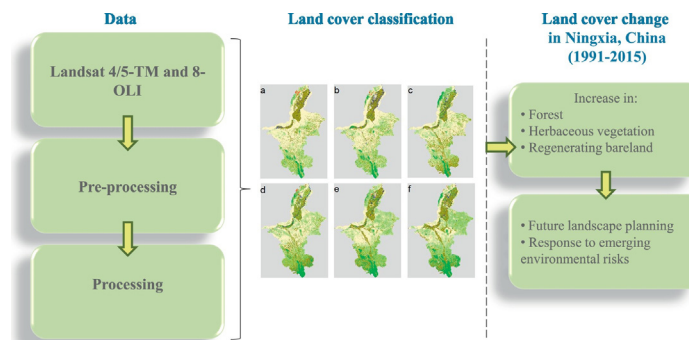 Data
Landsat 4/5-TM and 8-
OLI
Pre-processing
Processing
Land cover classification
a
b
c
d
e
f
Land cover change
in Ningxia, China
(1991-2015)
Increase in:
• Forest
• Herbaceous vegetation
• Regenerating bareland
• Future landscape planning
• Response to emerging
environmental risks